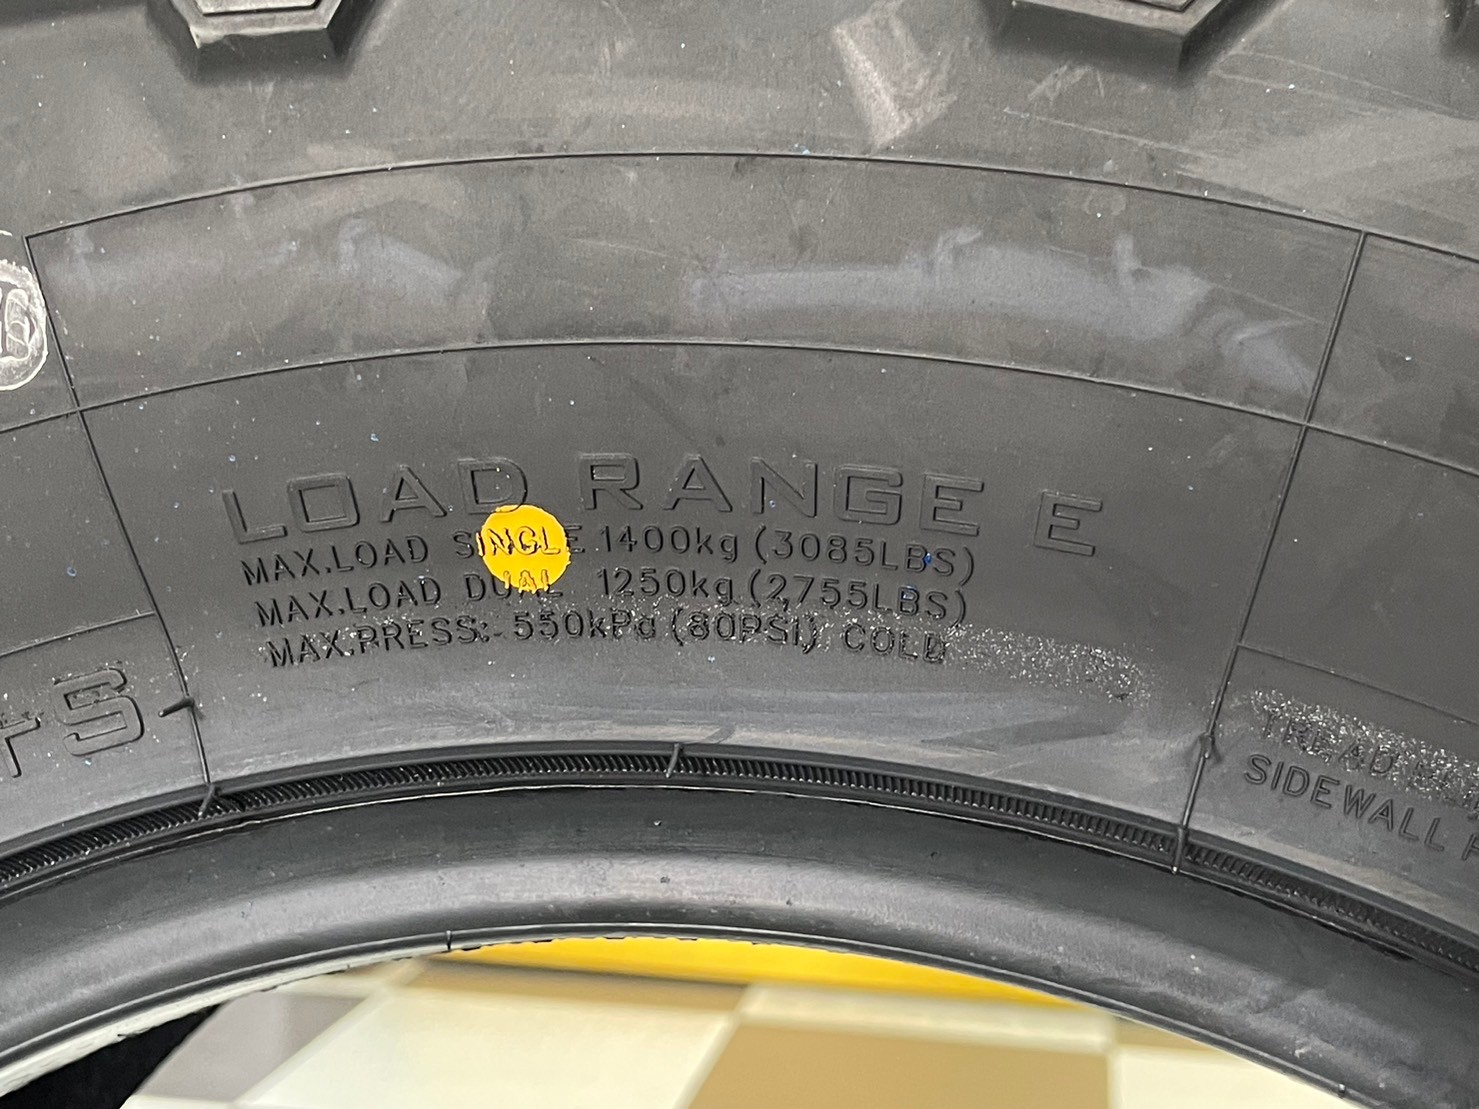 LOAD RANGE E
MAX.LOAD SINGLE 1400kg (3085LBS)
MAX.LOAD DUAL 1250kg (2,755LBS)
MAX.PRESS: 550kPa (80PSI) COLD
+S
TREAD
SIDEWALL